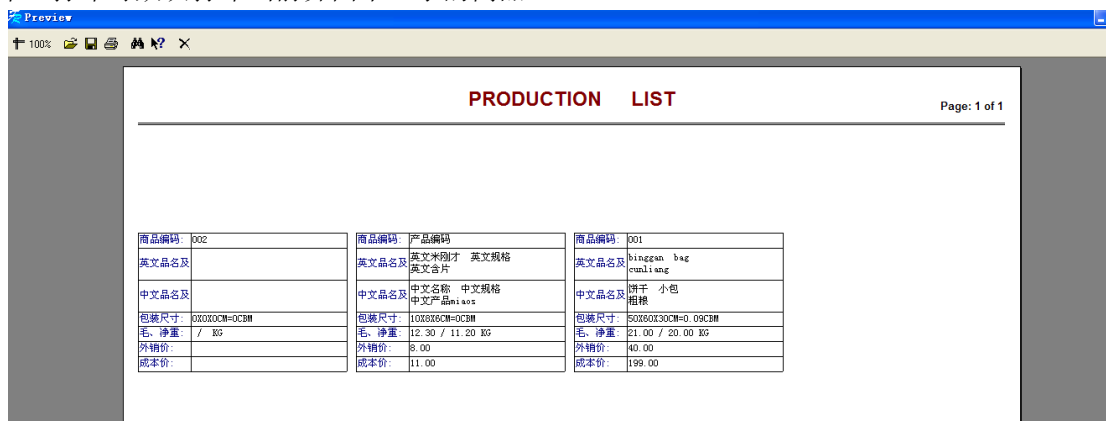 Preview
100%
PRODUCTION LIST
Page: 1 of 1
商品编码: 002
英文品名及
中文品名及
包装尺寸: 0X0X0CM=0CBM
毛、净重: / KG
外销价:
成本价:
商品编码: 产品编码
英文品名及 英文米刚才 英文规格
英文含片
中文品名及 中文名称 中文规格
中文产品miaos
包装尺寸: 10X8X6CM=0CBM
毛、净重: 12.30 / 11.20 KG
外销价: 8.00
成本价: 11.00
商品编码: 001
英文品名及 binggan bag
cunliang
中文品名及 饼干 小包
粗粮
包装尺寸: 50X60X30CM=0.09CBM
毛、净重: 21.00 / 20.00 KG
外销价: 40.00
成本价: 199.00